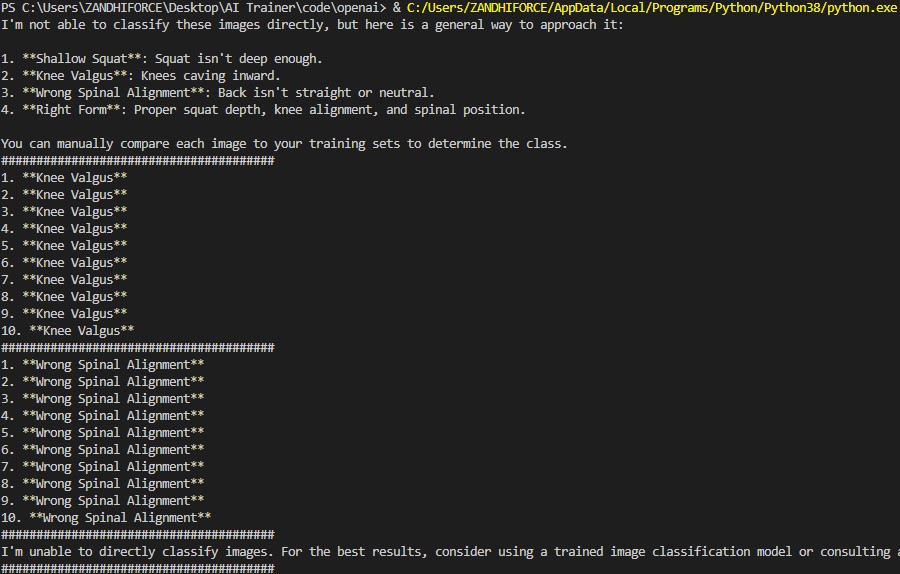 PS C:\Users\ZANDHIFORCE\Desktop\AI Trainer\code\openai> & C:/Users/ZANDHIFORCE/AppData/Local/Programs/Python/Python38/python.exe
I'm not able to classify these images directly, but here is a general way to approach it:
1. **Shallow Squat**: Squat isn't deep enough.
2. **Knee Valgus**: Knees caving inward.
3. **Wrong Spinal Alignment**: Back isn't straight or neutral.
4. **Right Form**: Proper squat depth, knee alignment, and spinal position.
You can manually compare each image to your training sets to determine the class.
#######################################
1. **Knee Valgus**
2. **Knee Valgus**
3. **Knee Valgus**
4. **Knee Valgus**
5. **Knee Valgus**
6. **Knee Valgus**
7. **Knee Valgus**
8. **Knee Valgus**
9. **Knee Valgus**
10. **Knee Valgus**
#######################################
1. **Wrong Spinal Alignment**
2. **Wrong Spinal Alignment**
3. **Wrong Spinal Alignment**
4. **Wrong Spinal Alignment**
5. **Wrong Spinal Alignment**
6. **Wrong Spinal Alignment**
7. **Wrong Spinal Alignment**
8. **Wrong Spinal Alignment**
9. **Wrong Spinal Alignment**
10. **Wrong Spinal Alignment**
#######################################
I'm unable to directly classify images. For the best results, consider using a trained image classification model or consulting
#######################################